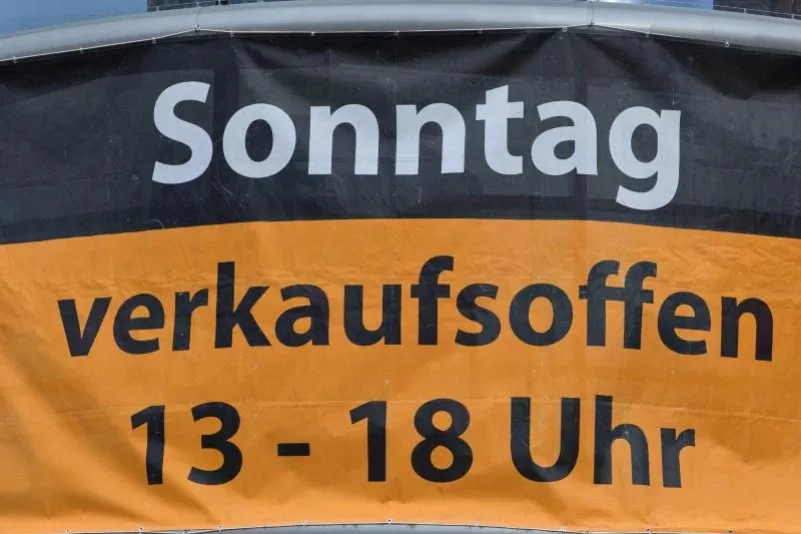 Sonntag
verkaufsoffen
13 - 18 Uhr